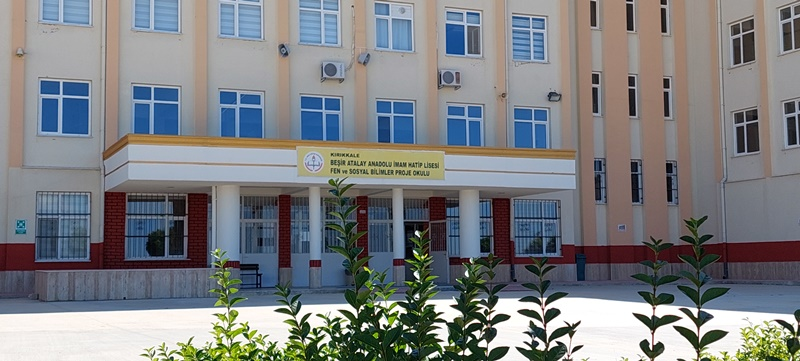 KIRIKKALE
BEŞİR ATALAY ANADOLU İMAM HATİP LİSESİ
FEN ve SOSYAL BİLİMLER PROJE OKULU